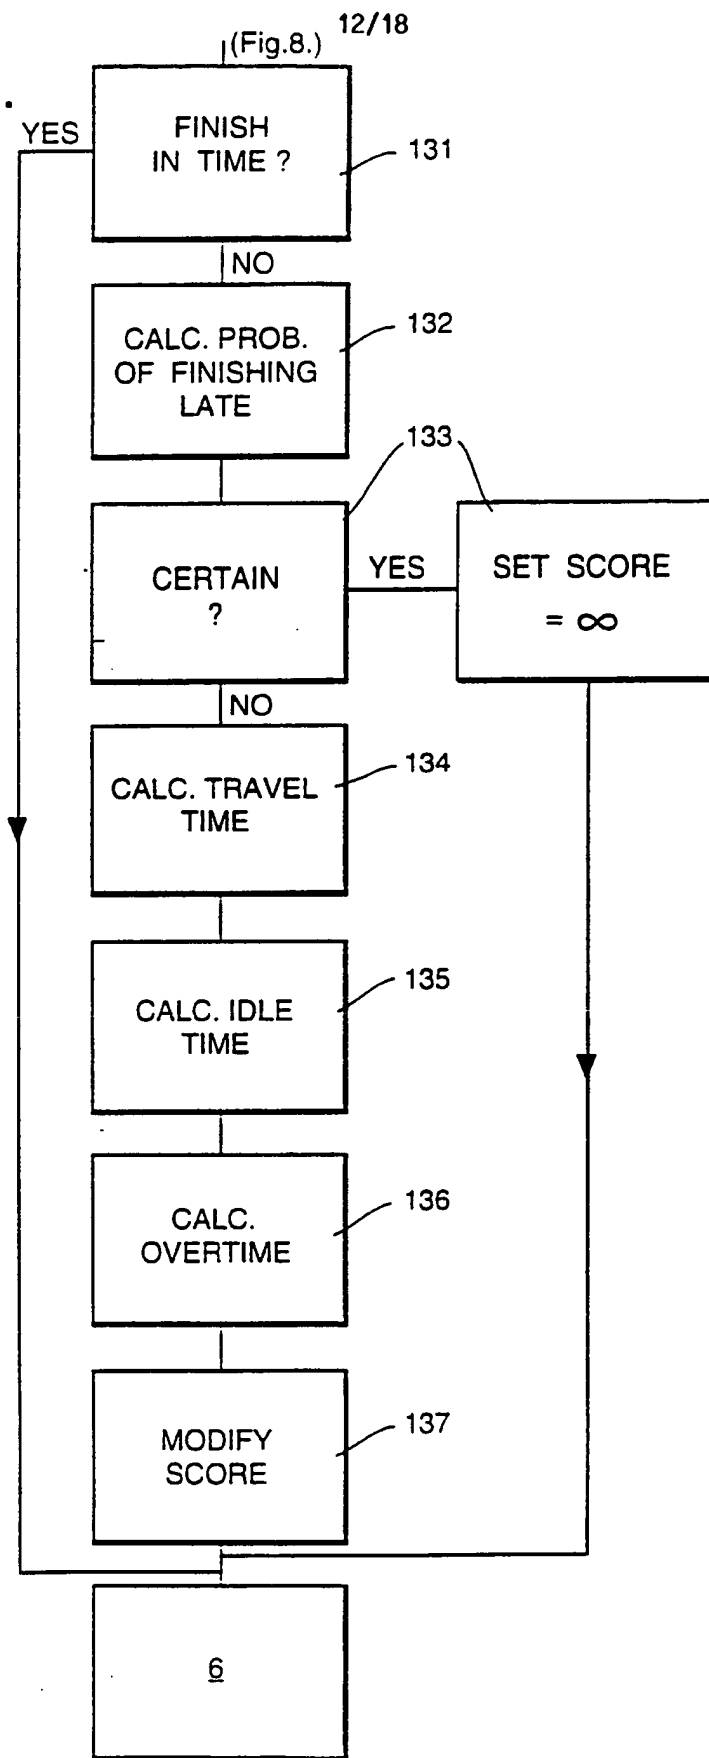 12/18
(Fig.8.)
YES
FINISH
IN TIME ?
131
NO
CALC. PROB.
OF FINISHING
LATE
132
133
CERTAIN
?
YES
SET SCORE
= ∞
NO
CALC. TRAVEL
TIME
134
CALC. IDLE
TIME
135
CALC.
OVERTIME
136
MODIFY
SCORE
137
6